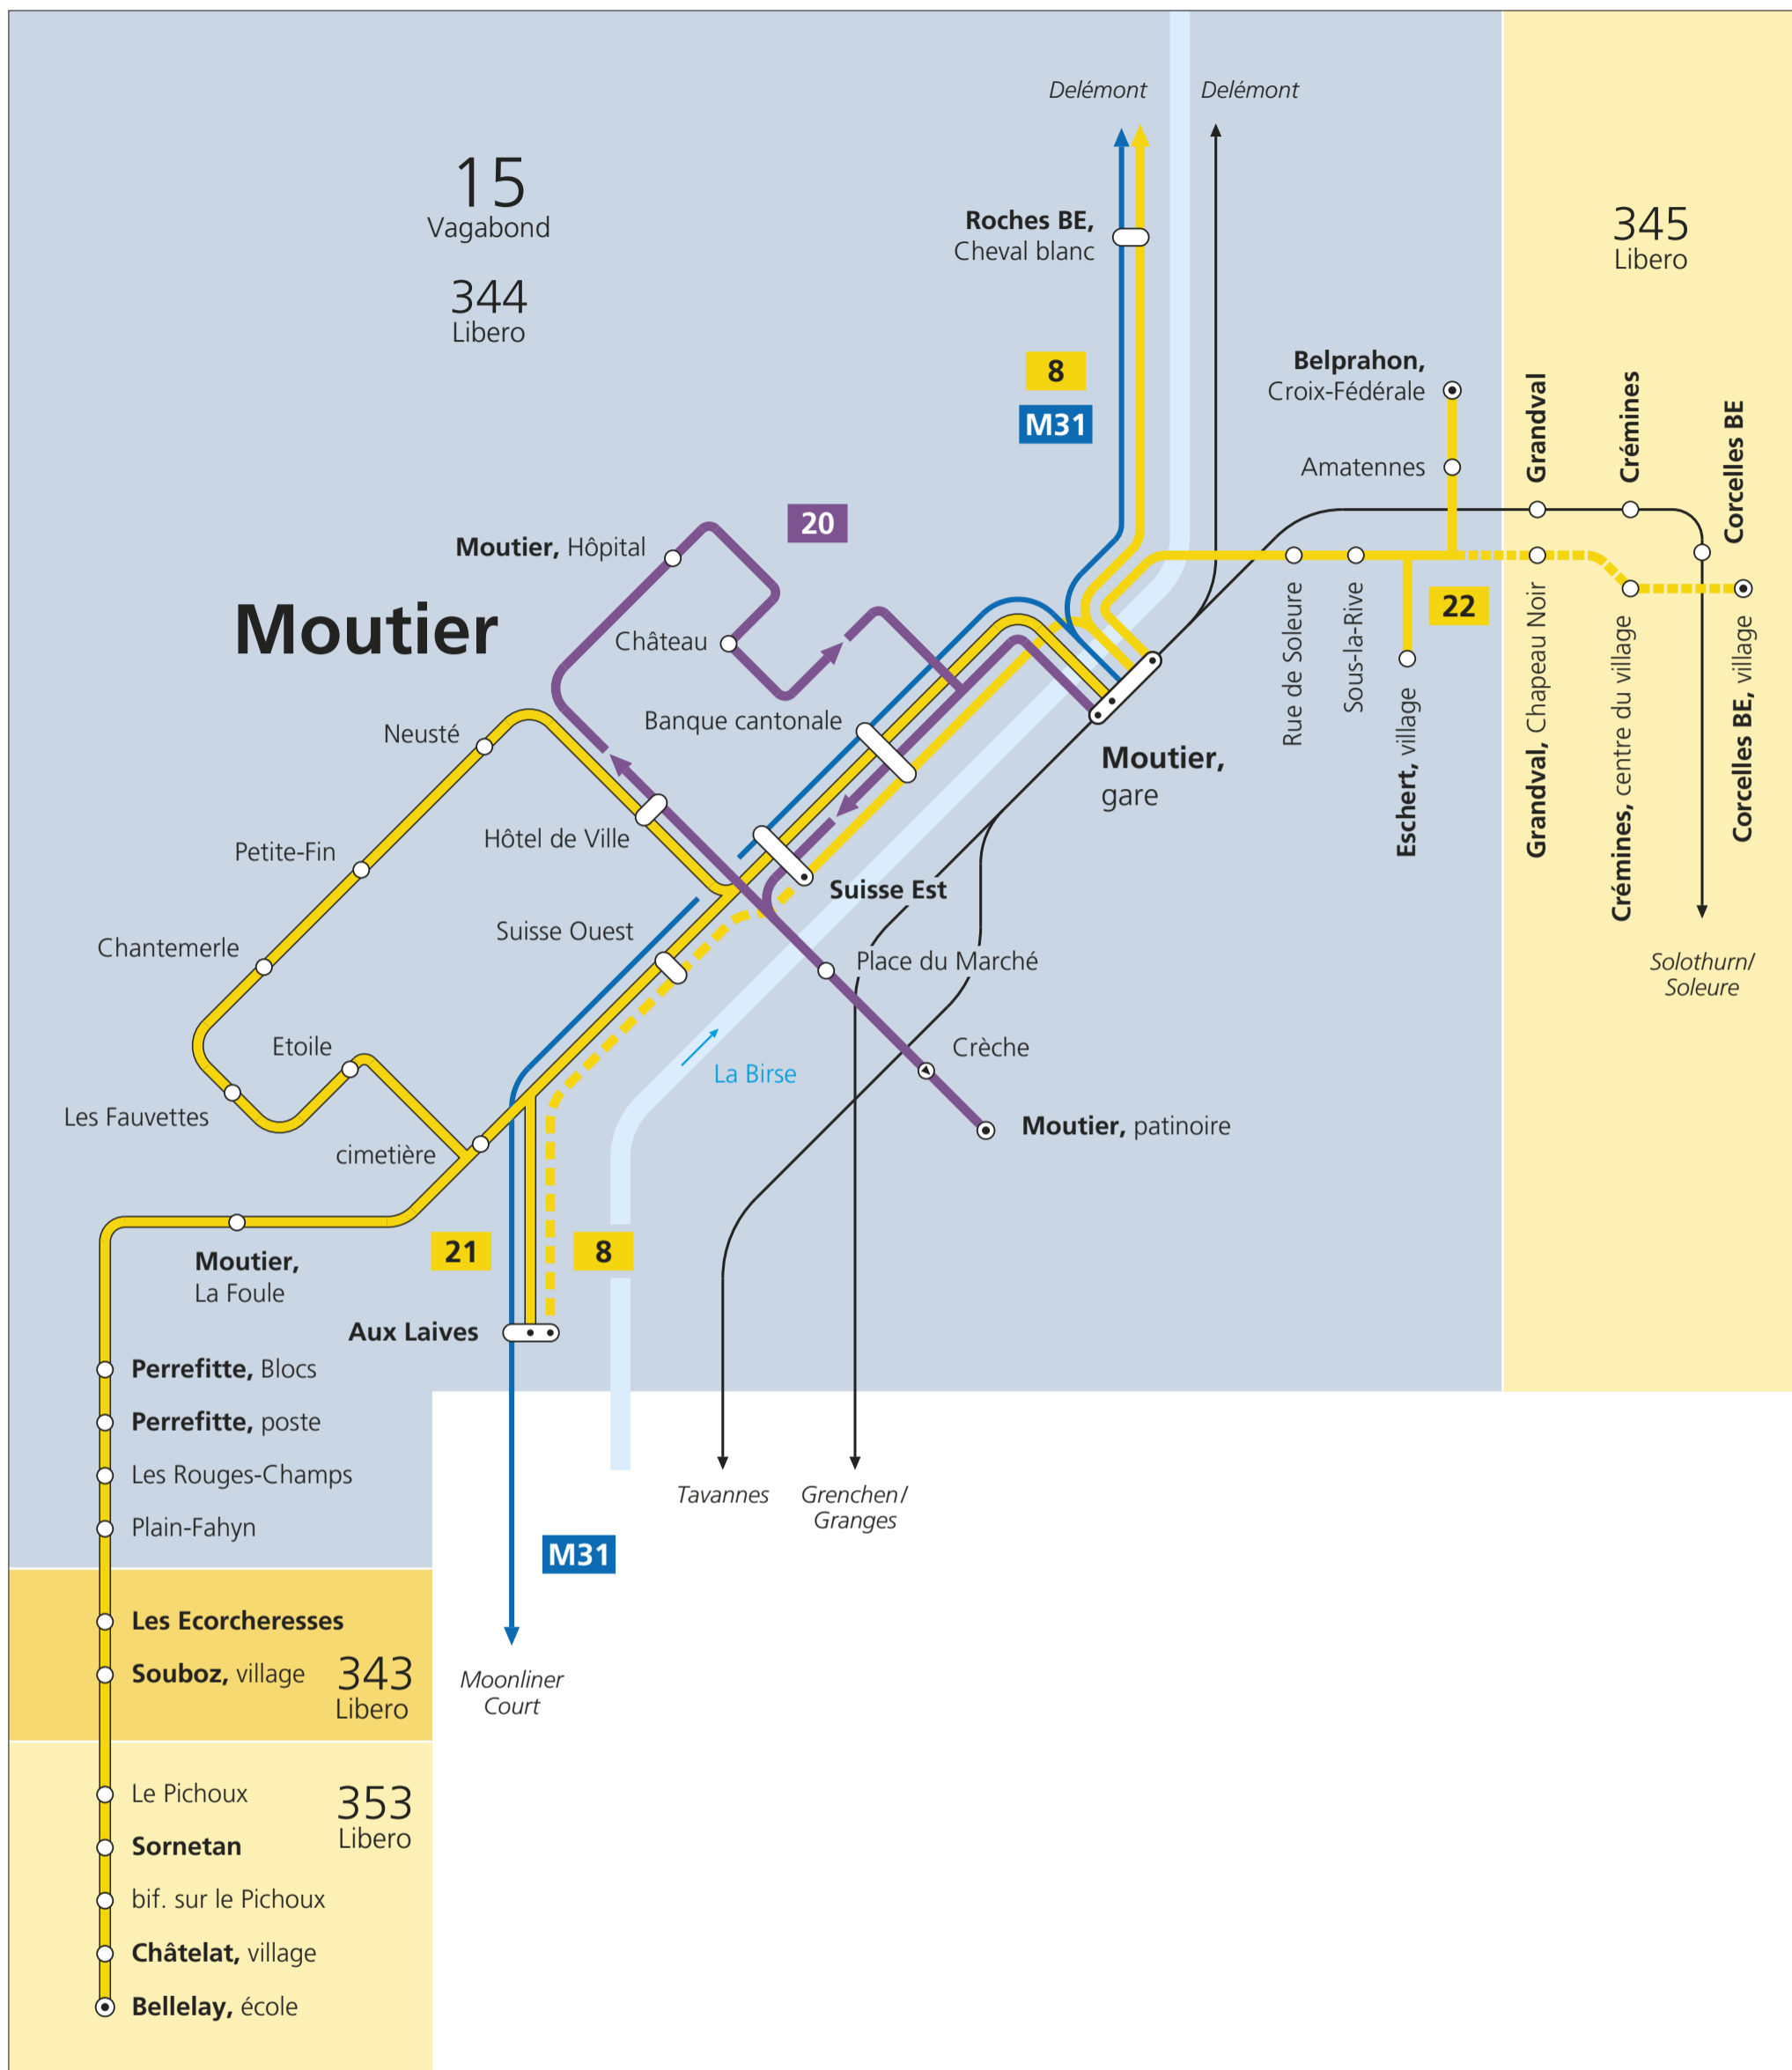 Delémont
Delémont
15
Vagabond
344
Libero
Roches BE,
Cheval blanc
345
Libero
8
M31
Belprahon,
Croix-Fédérale
Amatennes
Grandval
Crémines
Corcelles BE
20
Moutier, Hôpital
Moutier
Château
22
Rue de Soleure
Sous-la-Rive
Eschert, village
Grandval, Chapeau Noir
Crémines, centre du village
Corcelles BE, village
Banque cantonale
Neusté
Moutier,
gare
Hôtel de Ville
Petite-Fin
Suisse Est
Suisse Ouest
Chantemerle
Place du Marché
Solothurn/
Soleure
Etoile
Crèche
La Birse
Les Fauvettes
Moutier, patinoire
cimetière
21
8
Moutier,
La Foule
Aux Laives
Perrefitte, Blocs
Perrefitte, poste
Les Rouges-Champs
Plain-Fahyn
Tavannes
Grenchen/
Granges
M31
Les Ecorcheresses
Souboz, village
343
Libero
Moonliner
Court
Le Pichoux
353
Libero
Sornetan
bif. sur le Pichoux
Châtelat, village
Bellelay, école